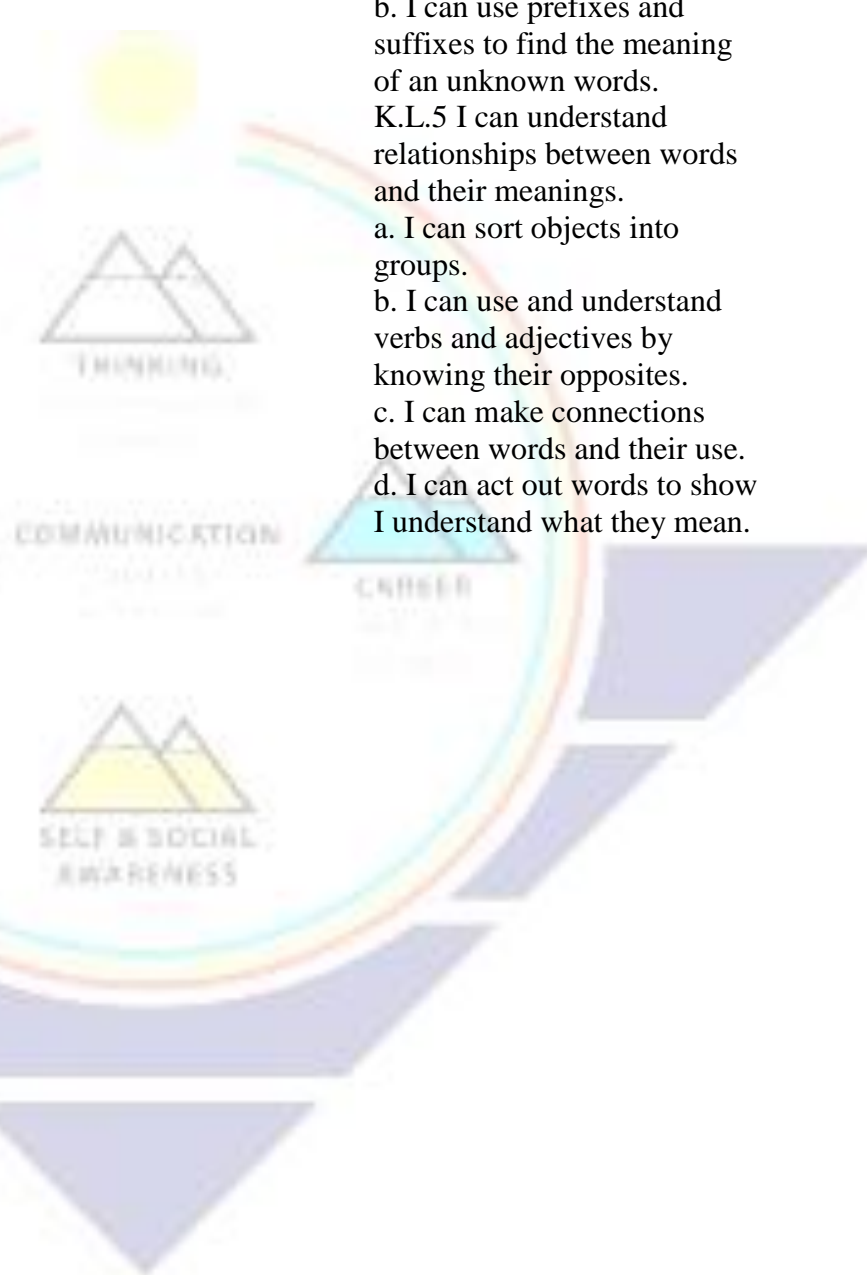 b. I can use prefixes and
suffixes to find the meaning
of an unknown words.
K.L.5 I can understand
relationships between words
and their meanings.
a. I can sort objects into
groups.
b. I can use and understand
verbs and adjectives by
knowing their opposites.
c. I can make connections
between words and their use.
d. I can act out words to show
I understand what they mean.
THINKING
COMMUNICATION
CAREER
SELF & SOCIAL
AWARENESS